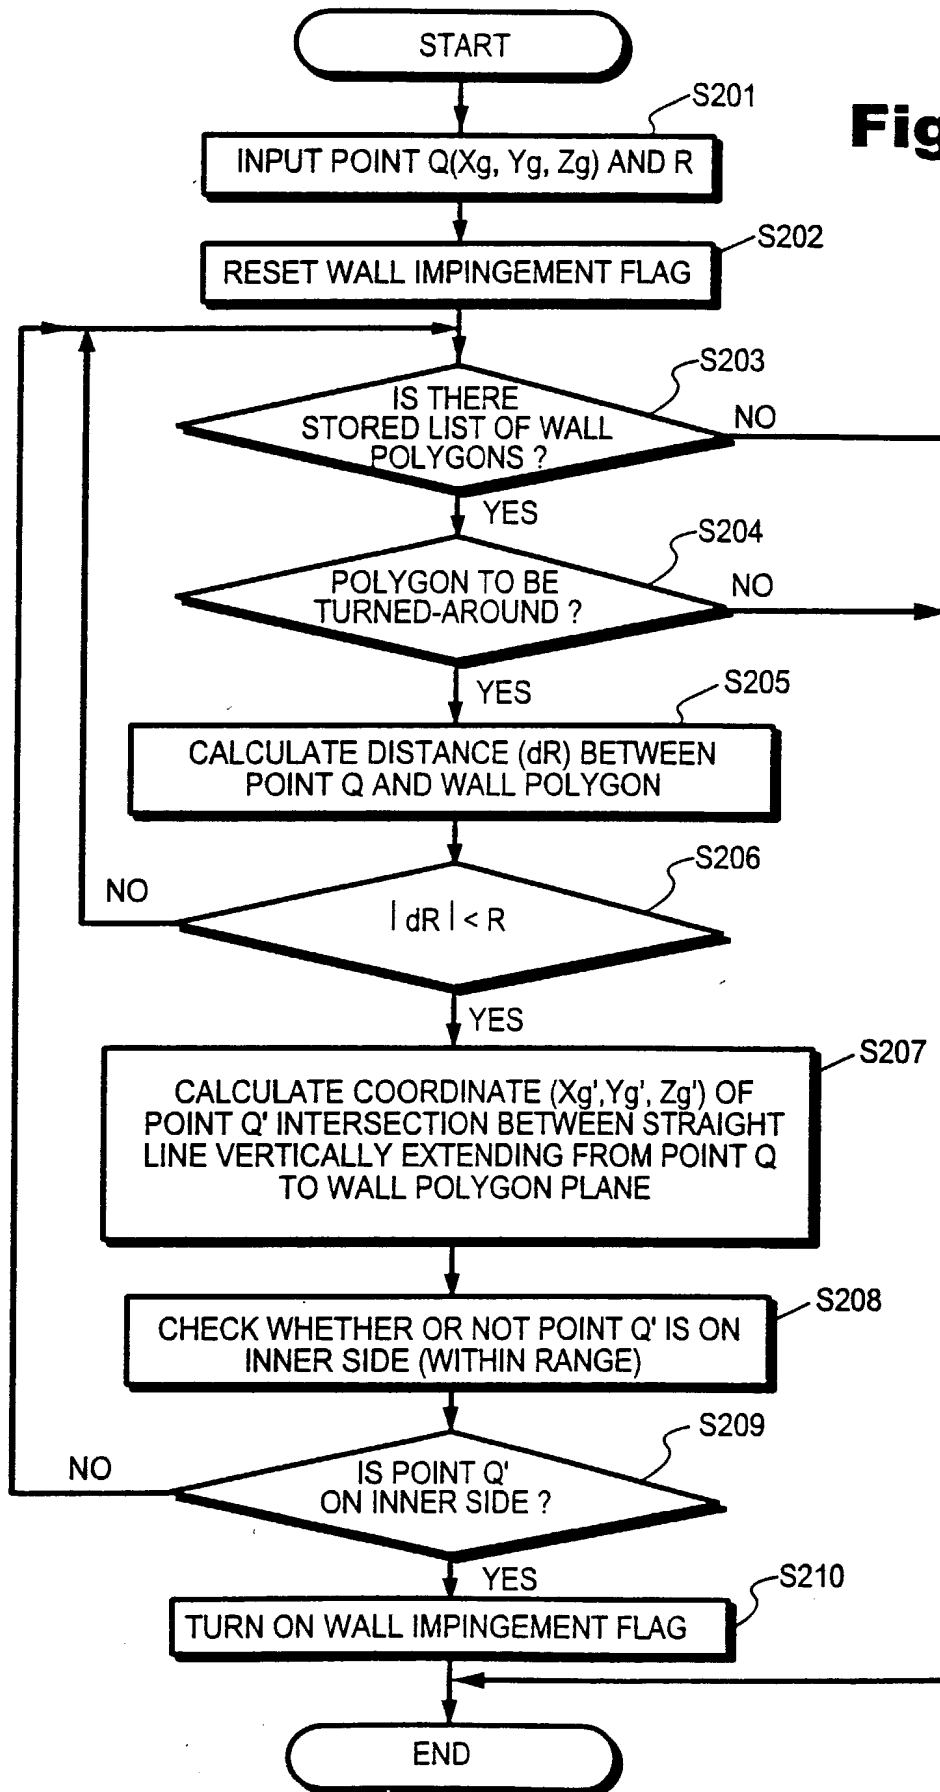 START
S201
Fig
INPUT POINT Q(Xg, Yg, Zg) AND R
S202
RESET WALL IMPINGEMENT FLAG
S203
IS THERE
STORED LIST OF WALL
POLYGONS ?
NO
YES
S204
POLYGON TO BE
TURNED-AROUND ?
NO
YES
S205
CALCULATE DISTANCE (dR) BETWEEN
POINT Q AND WALL POLYGON
S206
| dR | < R
NO
YES
S207
CALCULATE COORDINATE (Xg',Yg', Zg') OF
POINT Q' INTERSECTION BETWEEN STRAIGHT
LINE VERTICALLY EXTENDING FROM POINT Q
TO WALL POLYGON PLANE
S208
CHECK WHETHER OR NOT POINT Q' IS ON
INNER SIDE (WITHIN RANGE)
S209
IS POINT Q'
ON INNER SIDE ?
NO
YES
S210
TURN ON WALL IMPINGEMENT FLAG
END